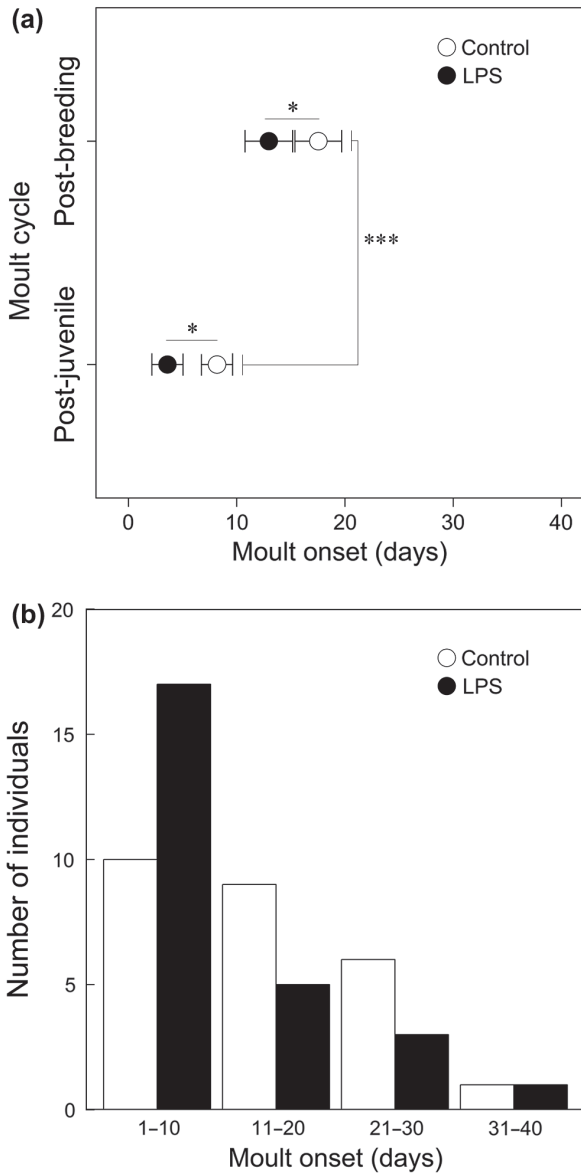 (a)
Control
LPS
Post-breeding
*
***
Moult cycle
Post-juvenile
*
0 10 20 30 40
Moult onset (days)
(b)
20
Control
LPS
15
Number of individuals
10
5
0
1–10 11–20 21–30 31–40
Moult onset (days)